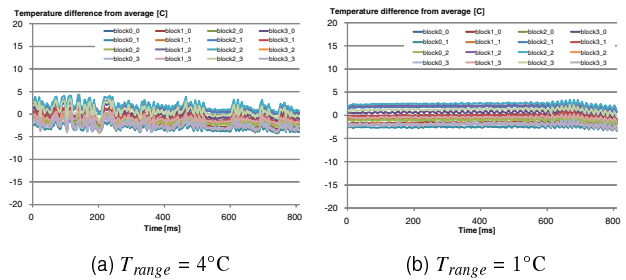 Temperature difference from average [C]
20
15
10
5
0
-5
-10
-15
-20
block0_0 block1_0 block2_0 block3_0
block0_1 block1_1 block2_1 block3_1
block0_2 block1_2 block2_2 block3_2
block0_3 block1_3 block2_3 block3_3
0 200 400 600 800
Time [ms]
(a) T_range = 4°C
Temperature difference from average [C]
20
15
10
5
0
-5
-10
-15
-20
block0_0 block1_0 block2_0 block3_0
block0_1 block1_1 block2_1 block3_1
block0_2 block1_2 block2_2 block3_2
block0_3 block1_3 block2_3 block3_3
0 200 400 600 800
Time [ms]
(b) T_range = 1°C